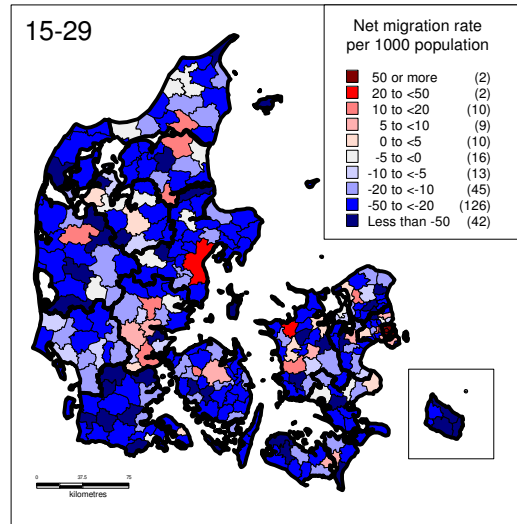 15-29
Net migration rate
per 1000 population
50 or more (2)
20 to <50 (2)
10 to <20 (10)
5 to <10 (9)
0 to <5 (10)
-5 to <0 (16)
-10 to <-5 (13)
-20 to <-10 (45)
-50 to <-20 (126)
Less than -50 (42)
0 37.5 75
kilometres